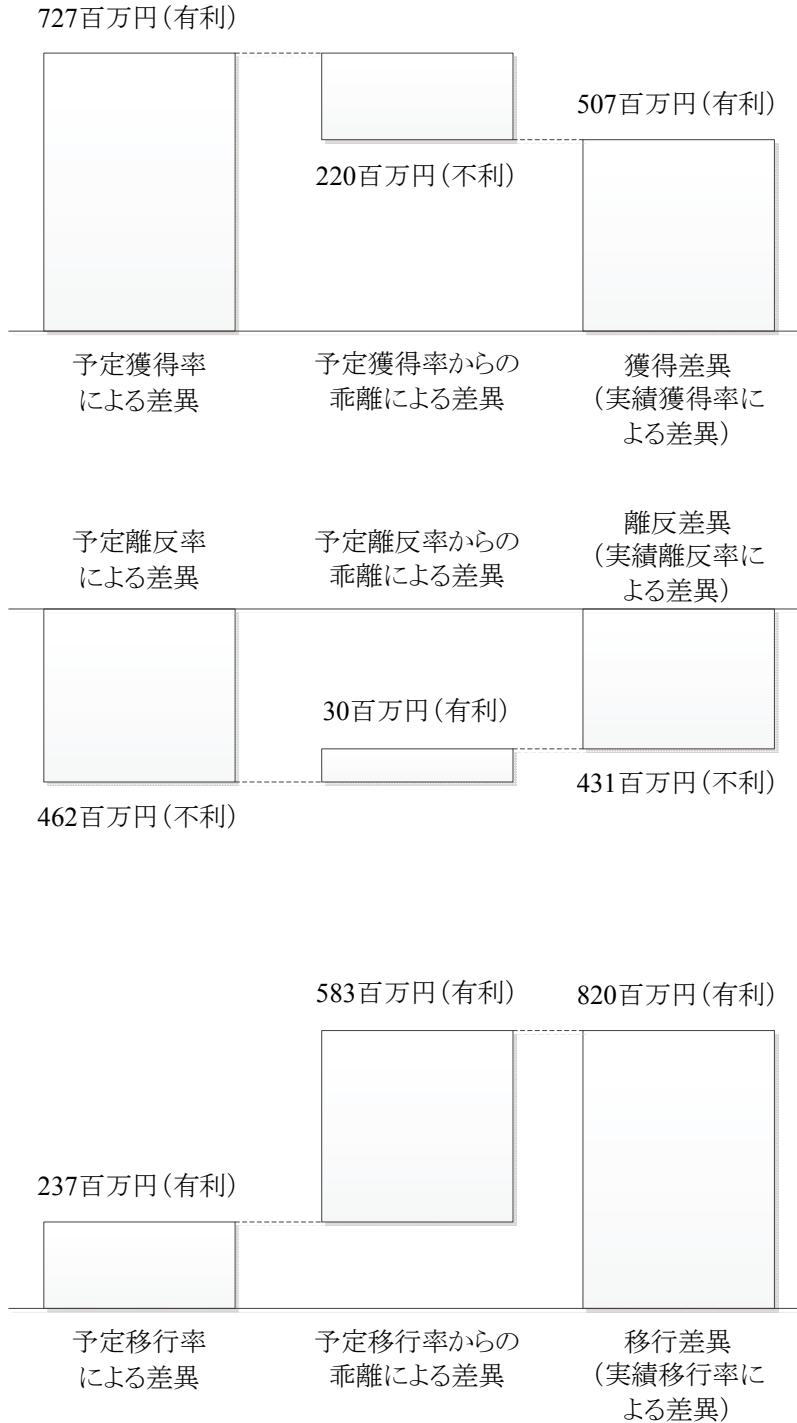 727百万円(有利)
507百万円(有利)
220百万円(不利)
予定獲得率
による差異
予定獲得率からの
乖離による差異
獲得差異
(実績獲得率に
よる差異)
予定離反率
による差異
予定離反率からの
乖離による差異
離反差異
(実績離反率に
よる差異)
30百万円(有利)
431百万円(不利)
462百万円(不利)
583百万円(有利)
820百万円(有利)
237百万円(有利)
予定移行率
による差異
予定移行率からの
乖離による差異
移行差異
(実績移行率に
よる差異)